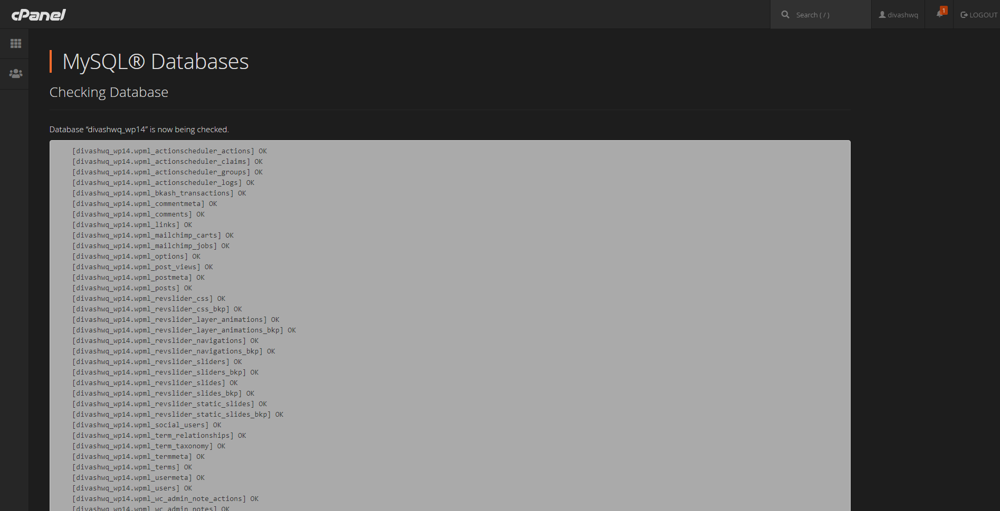 cPanel
Search ( / )
divashwq
1
LOGOUT
MySQL® Databases
Checking Database
Database “divashwq_wp14” is now being checked.
[divashwq_wp14.wpml_actionscheduler_actions] OK
[divashwq_wp14.wpml_actionscheduler_claims] OK
[divashwq_wp14.wpml_actionscheduler_groups] OK
[divashwq_wp14.wpml_actionscheduler_logs] OK
[divashwq_wp14.wpml_bkash_transactions] OK
[divashwq_wp14.wpml_commentmeta] OK
[divashwq_wp14.wpml_comments] OK
[divashwq_wp14.wpml_links] OK
[divashwq_wp14.wpml_mailchimp_carts] OK
[divashwq_wp14.wpml_mailchimp_jobs] OK
[divashwq_wp14.wpml_options] OK
[divashwq_wp14.wpml_post_views] OK
[divashwq_wp14.wpml_postmeta] OK
[divashwq_wp14.wpml_posts] OK
[divashwq_wp14.wpml_revslider_css] OK
[divashwq_wp14.wpml_revslider_css_bkp] OK
[divashwq_wp14.wpml_revslider_layer_animations] OK
[divashwq_wp14.wpml_revslider_layer_animations_bkp] OK
[divashwq_wp14.wpml_revslider_navigations] OK
[divashwq_wp14.wpml_revslider_navigations_bkp] OK
[divashwq_wp14.wpml_revslider_sliders] OK
[divashwq_wp14.wpml_revslider_sliders_bkp] OK
[divashwq_wp14.wpml_revslider_slides] OK
[divashwq_wp14.wpml_revslider_slides_bkp] OK
[divashwq_wp14.wpml_revslider_static_slides] OK
[divashwq_wp14.wpml_revslider_static_slides_bkp] OK
[divashwq_wp14.wpml_social_users] OK
[divashwq_wp14.wpml_term_relationships] OK
[divashwq_wp14.wpml_term_taxonomy] OK
[divashwq_wp14.wpml_termmeta] OK
[divashwq_wp14.wpml_terms] OK
[divashwq_wp14.wpml_usermeta] OK
[divashwq_wp14.wpml_users] OK
[divashwq_wp14.wpml_wc_admin_note_actions] OK
[divashwq_wp14.wpml_wc_admin_notes] OK